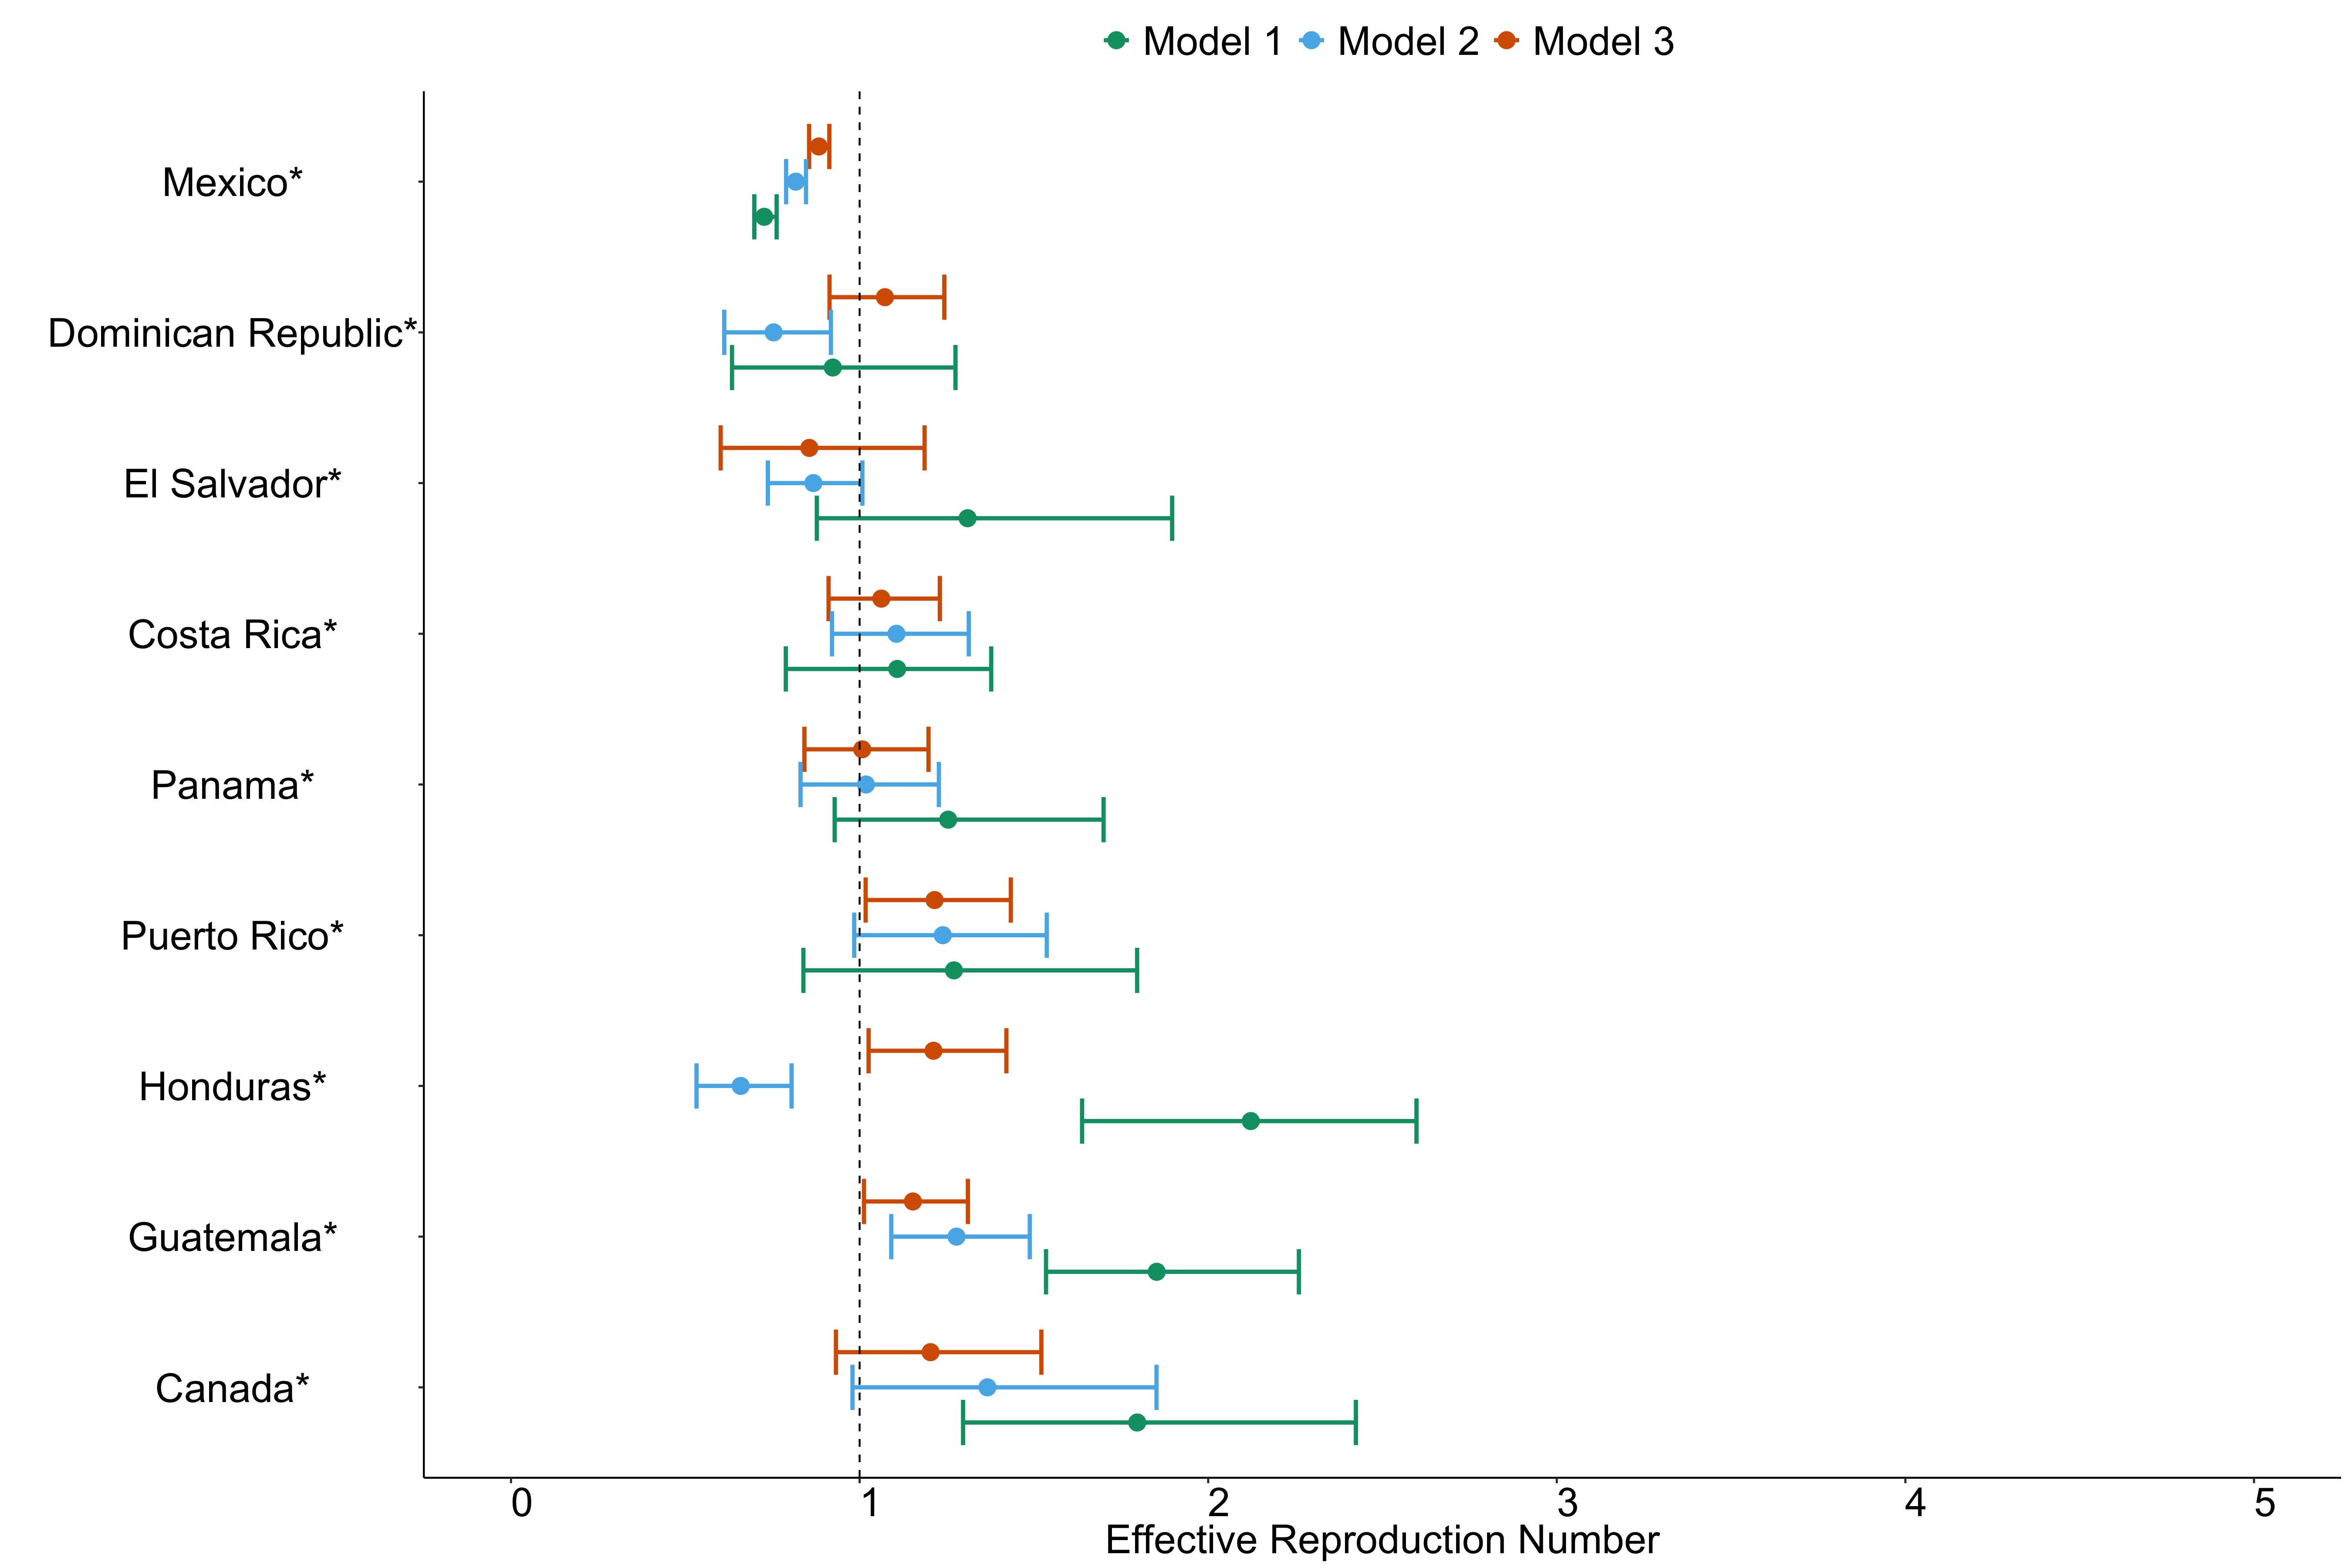 Model 1 Model 2 Model 3
Mexico*
Dominican Republic*
El Salvador*
Costa Rica*
Panama*
Puerto Rico*
Honduras*
Guatemala*
Canada*
0 1 2 3 4 5
Effective Reproduction Number